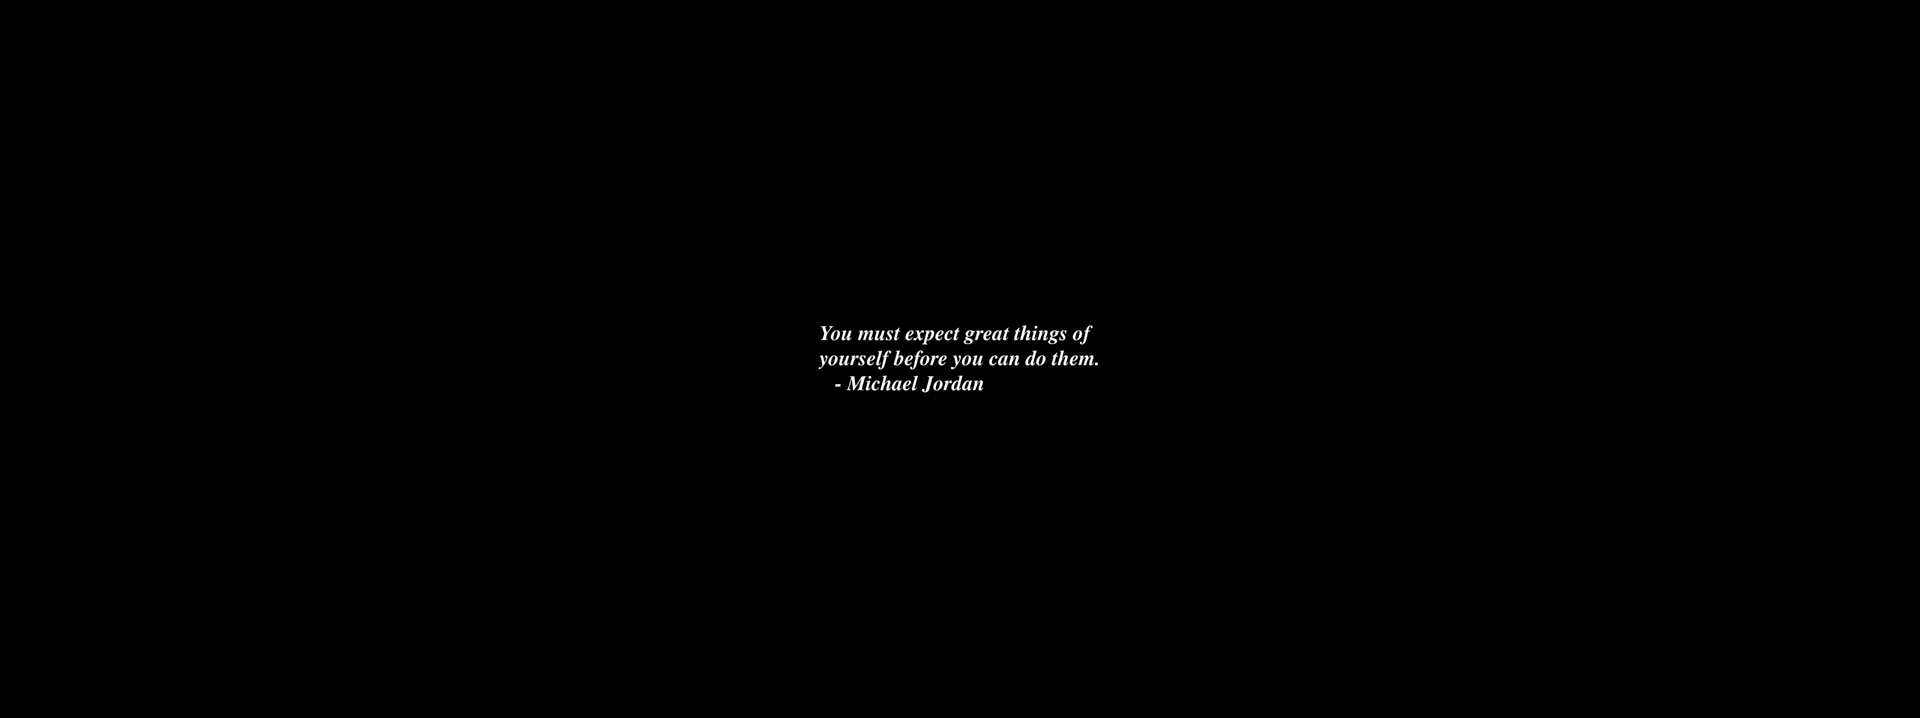 You must expect great things of
yourself before you can do them.
- Michael Jordan